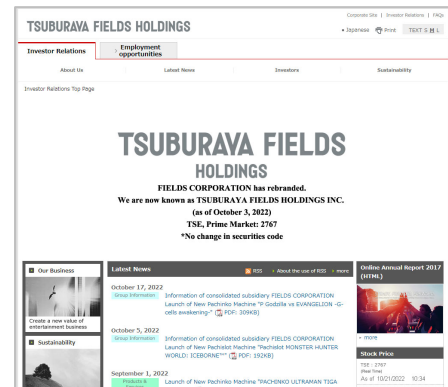 Corporate Site | Investor Relations | FAQs
TSUBURAYA FIELDS HOLDINGS
Japanese Print TEXT S M L
Investor Relations
Employment opportunities
About Us Latest News Investors Sustainability
Investor Relations Top Page
TSUBURAYA FIELDS
HOLDINGS
FIELDS CORPORATION has rebranded.
We are now known as TSUBURAYA FIELDS HOLDINGS INC.
(as of October 3, 2022)
TSE, Prime Market: 2767
*No change in securities code
Our Business
Create a new value of
entertainment business
Sustainability
Latest News RSS About the use of RSS more
October 17, 2022
Group Information Information of consolidated subsidiary FIELDS CORPORATION
Launch of New Pachinko Machine "P Godzilla vs EVANGELION -G-
cells awakening-" ( PDF: 309KB)
October 5, 2022
Group Information Information of consolidated subsidiary FIELDS CORPORATION
Launch of New Pachinko Machine "Pachislot MONSTER HUNTER
WORLD: ICEBORNE™" ( PDF: 192KB)
September 1, 2022
Products & Launch of New Pachinko Machine "PACHINKO ULTRAMAN TIGA
Online Annual Report 2017
(HTML)
more
Stock Price
TSE : 2767
(Real Time)
As of 10/21/2022 10:34